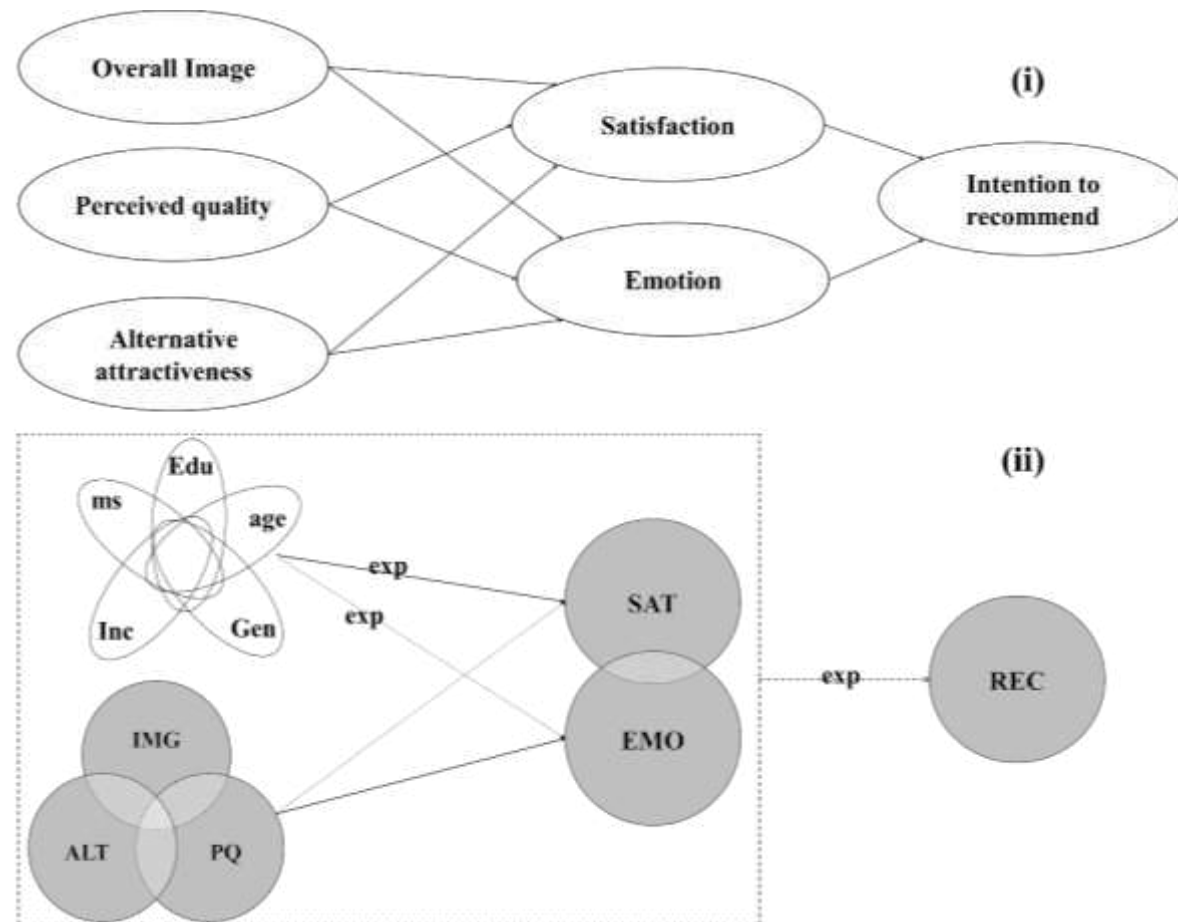 Overall Image
(i)
Satisfaction
Perceived quality
Intention to
recommend
Emotion
Alternative
attractiveness
(ii)
Edu
ms
age
exp
SAT
exp
Inc
Gen
exp
REC
IMG
EMO
ALT
PQ